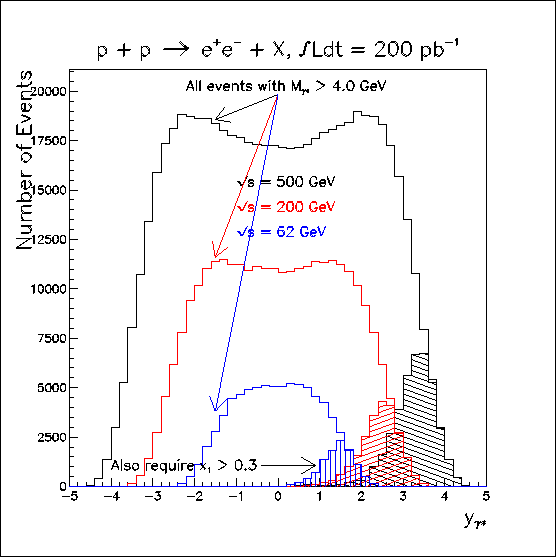 p + p → e⁺e⁻ + X, ∫Ldt = 200 pb⁻¹
Number of Events
All events with Mγ* > 4.0 GeV
√s = 500 GeV
√s = 200 GeV
√s = 62 GeV
Also require x₁ > 0.3
20000
17500
15000
12500
10000
7500
5000
2500
0
−5 −4 −3 −2 −1 0 1 2 3 4 5
yγ*